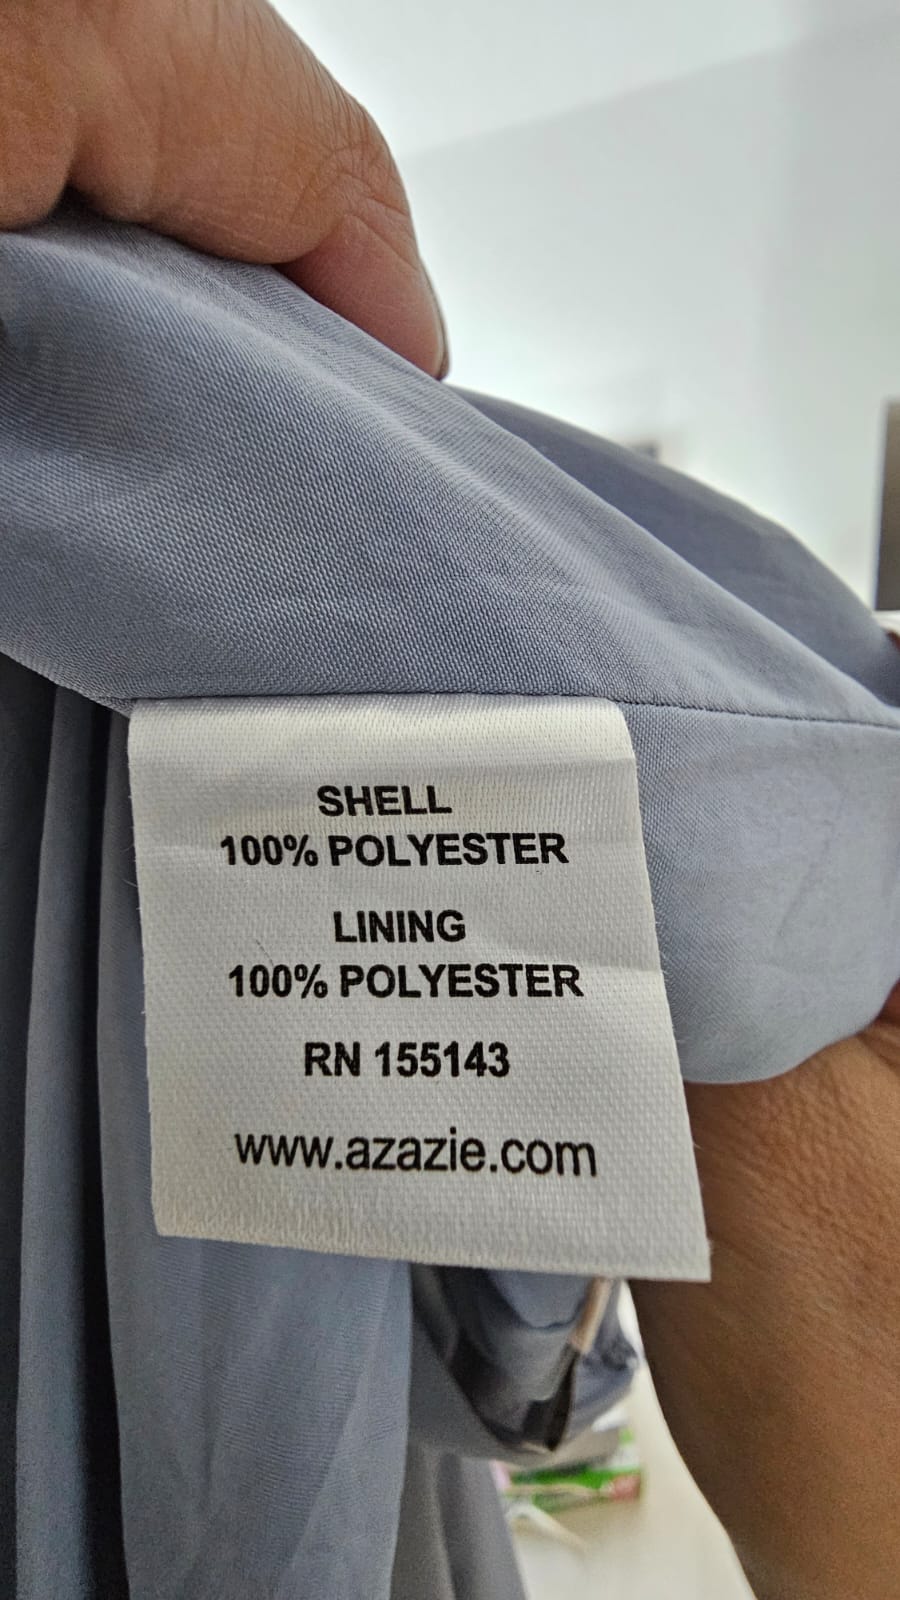 SHELL
100% POLYESTER
LINING
100% POLYESTER
RN 155143
www.azazie.com